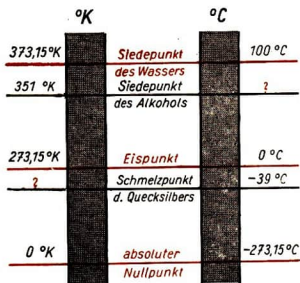 °K °C
373,15°K Siedepunkt 100 °C
des Wassers
351 °K Siedepunkt ?
des Alkohols
273,15°K Eispunkt 0 °C
? Schmelzpunkt -39 °C
d. Quecksilbers
0 °K absoluter -273,15°C
Nullpunkt